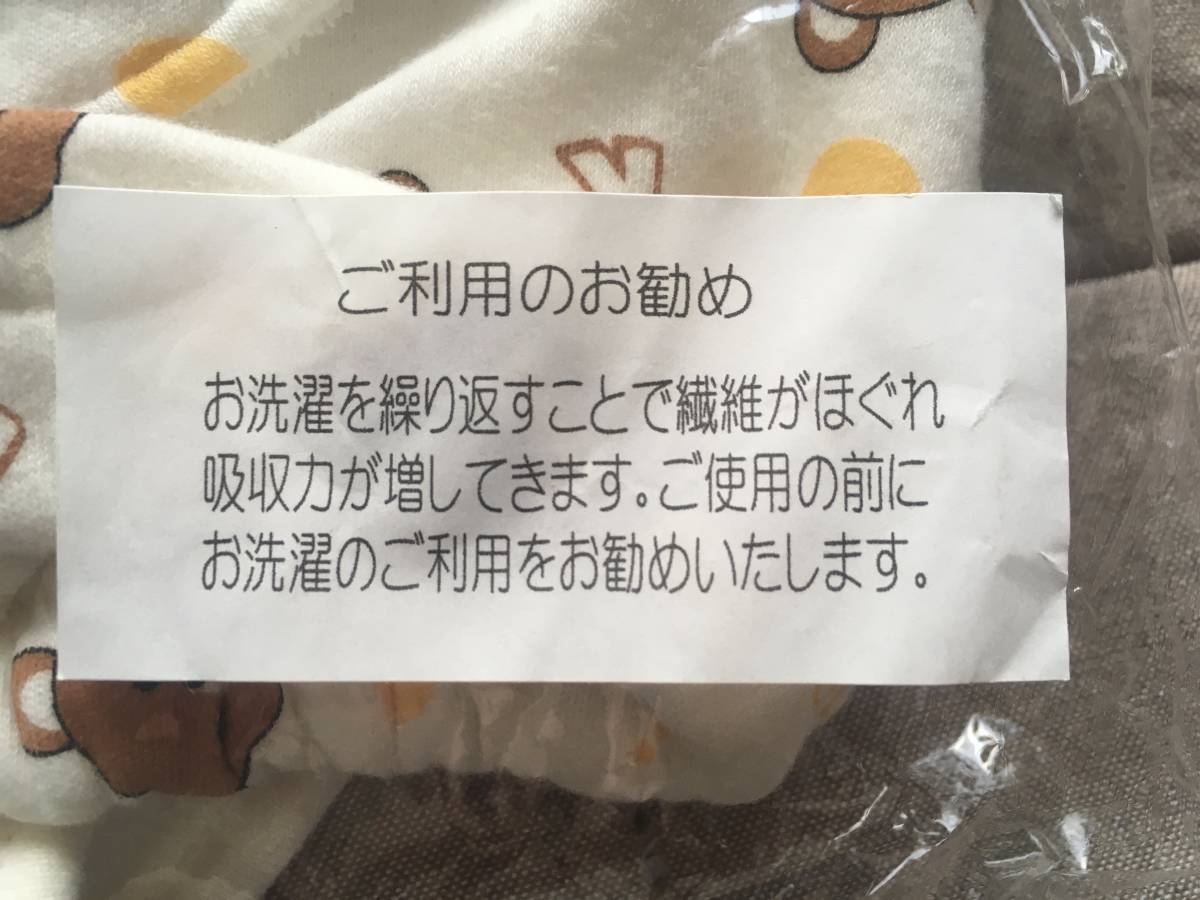 ご利用のお勧め
お洗濯を繰り返すことで繊維がほぐれ
吸収力が増してきます。ご使用の前に
お洗濯のご利用をお勧めいたします。